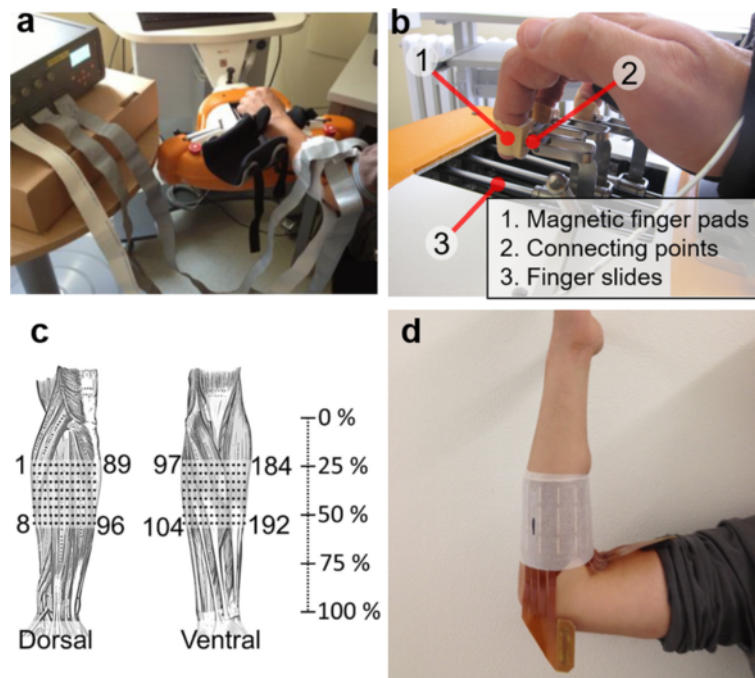 a
b
1
2
3
1. Magnetic finger pads
2. Connecting points
3. Finger slides
c
1
89
97
184
8
96
104
192
0 %
25 %
50 %
75 %
100 %
Dorsal
Ventral
d